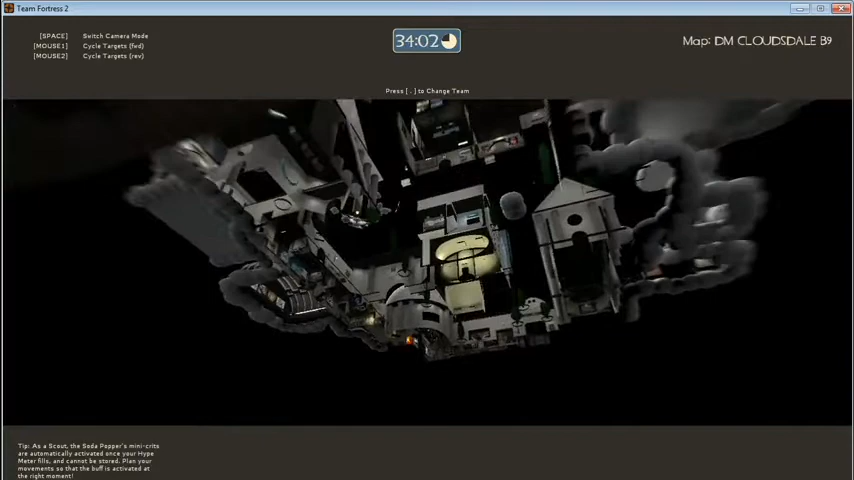 Team Fortress 2
[SPACE] Switch Camera Mode
[MOUSE1] Cycle Targets (fwd)
[MOUSE2] Cycle Targets (rev)
34:02
Map: DM CLOUDSDALE B9
Press [ . ] to Change Team
Tip: As a Scout, the Soda Popper's mini-crits
are automatically activated once your Hype
Meter fills, and cannot be stored. Plan your
movements so that the buff is activated at
the right moment!